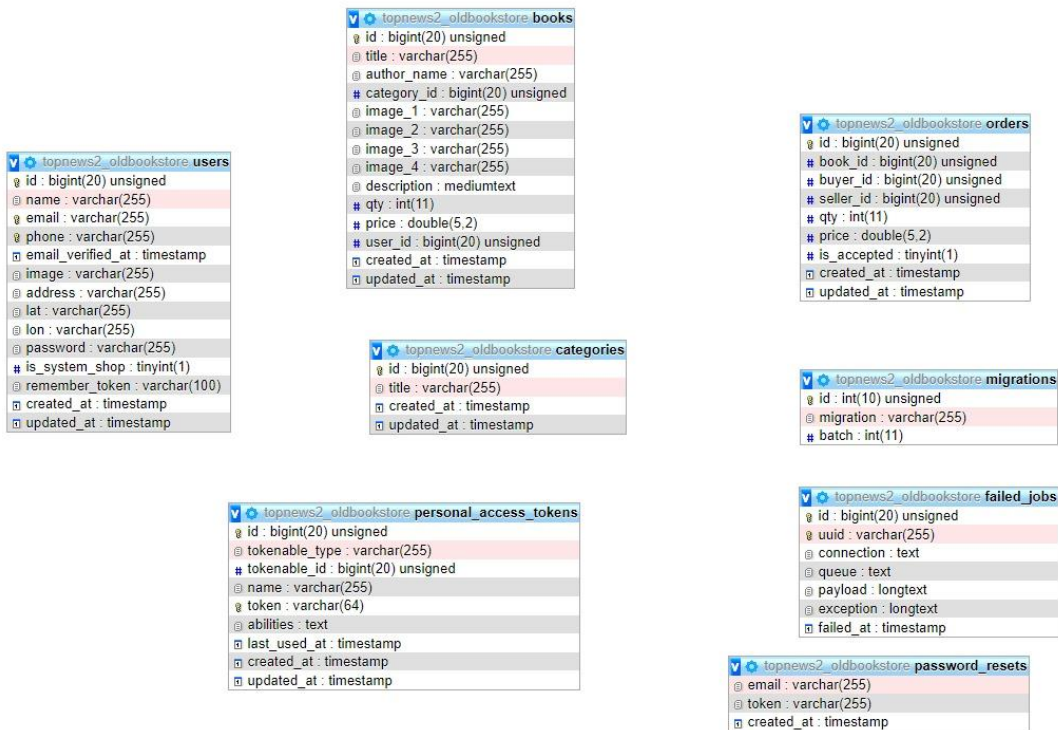 topnews2_oldbookstore books
id : bigint(20) unsigned
title : varchar(255)
author_name : varchar(255)
# category_id : bigint(20) unsigned
image_1 : varchar(255)
image_2 : varchar(255)
image_3 : varchar(255)
image_4 : varchar(255)
description : mediumtext
# qty : int(11)
# price : double(5,2)
# user_id : bigint(20) unsigned
created_at : timestamp
updated_at : timestamp
topnews2_oldbookstore orders
id : bigint(20) unsigned
# book_id : bigint(20) unsigned
# buyer_id : bigint(20) unsigned
# seller_id : bigint(20) unsigned
# qty : int(11)
# price : double(5,2)
# is_accepted : tinyint(1)
created_at : timestamp
updated_at : timestamp
topnews2_oldbookstore users
id : bigint(20) unsigned
name : varchar(255)
email : varchar(255)
phone : varchar(255)
email_verified_at : timestamp
image : varchar(255)
address : varchar(255)
lat : varchar(255)
lon : varchar(255)
password : varchar(255)
# is_system_shop : tinyint(1)
remember_token : varchar(100)
created_at : timestamp
updated_at : timestamp
topnews2_oldbookstore categories
id : bigint(20) unsigned
title : varchar(255)
created_at : timestamp
updated_at : timestamp
topnews2_oldbookstore migrations
id : int(10) unsigned
migration : varchar(255)
# batch : int(11)
topnews2_oldbookstore personal_access_tokens
id : bigint(20) unsigned
tokenable_type : varchar(255)
# tokenable_id : bigint(20) unsigned
name : varchar(255)
token : varchar(64)
abilities : text
last_used_at : timestamp
created_at : timestamp
updated_at : timestamp
topnews2_oldbookstore failed_jobs
id : bigint(20) unsigned
uuid : varchar(255)
connection : text
queue : text
payload : longtext
exception : longtext
failed_at : timestamp
topnews2_oldbookstore password_resets
email : varchar(255)
token : varchar(255)
created_at : timestamp